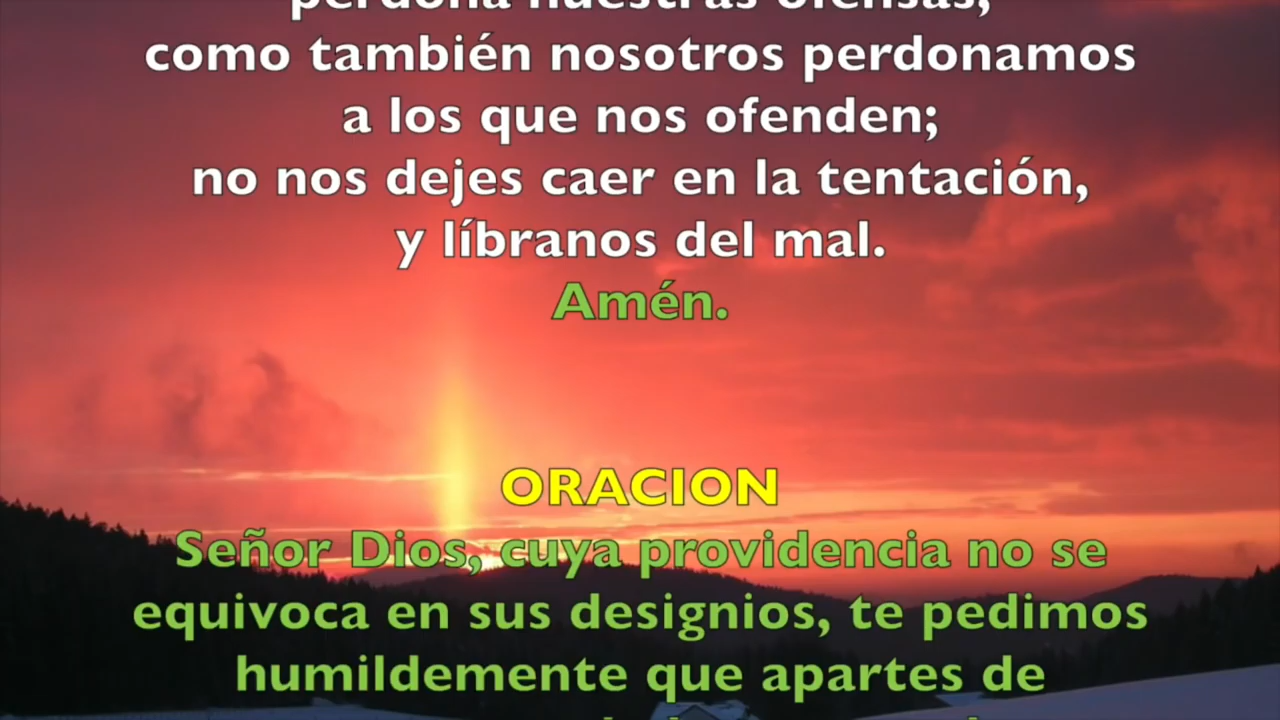 perdona nuestras ofensas,
como también nosotros perdonamos
a los que nos ofenden;
no nos dejes caer en la tentación,
y líbranos del mal.
Amén.
ORACION
Señor Dios, cuya providencia no se
equivoca en sus designios, te pedimos
humildemente que apartes de